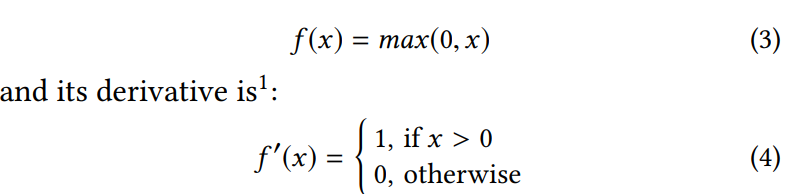 f(x) = max(0, x) (3)
and its derivative is¹:
f′(x) = { 1, if x > 0
0, otherwise (4)